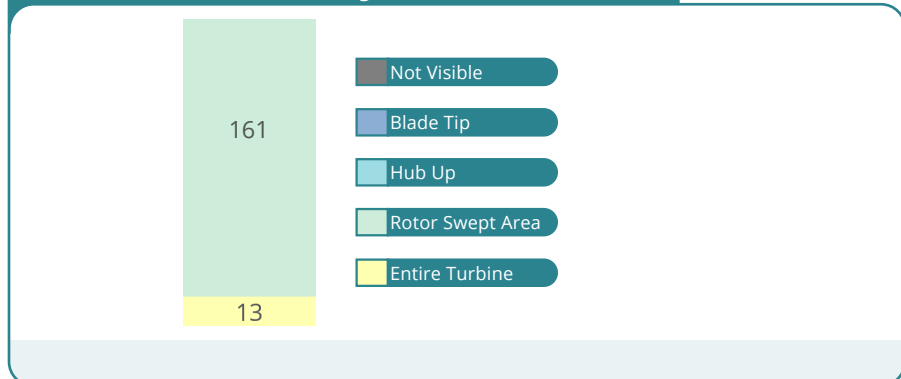 161
Not Visible
Blade Tip
Hub Up
Rotor Swept Area
Entire Turbine
13